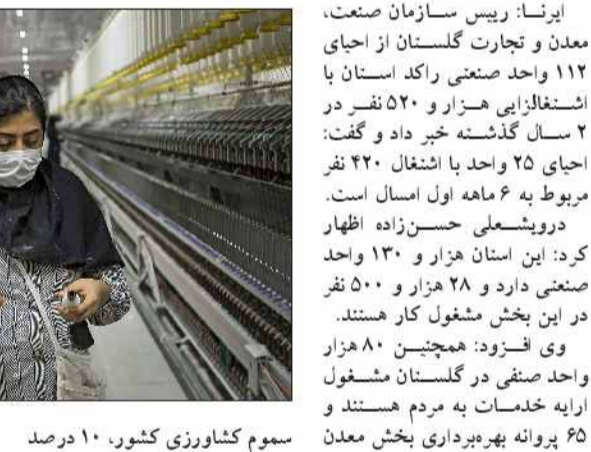 ایرنا: رییس سازمان صنعت،
معدن و تجارت گلستان از احیای
۱۱۲ واحد صنعتی راکد استان با
اشتغالزایی هزار و ۵۲۰ نفر در
۲ سال گذشته خبر داد و گفت:
احیای ۲۵ واحد با اشتغال ۴۲۰ نفر
مربوط به ۶ ماهه اول امسال است.
درویشعلی حسن‌زاده اظهار
کرد: این استان هزار و ۱۳۰ واحد
صنعتی دارد و ۲۸ هزار و ۵۰۰ نفر
در این بخش مشغول کار هستند.
وی افزود: همچنین ۸۰ هزار
واحد صنفی در گلستان مشغول
ارایه خدمات به مردم هستند و
۶۵ پروانه بهره‌برداری بخش معدن
سموم کشاورزی کشور، ۱۰ درصد